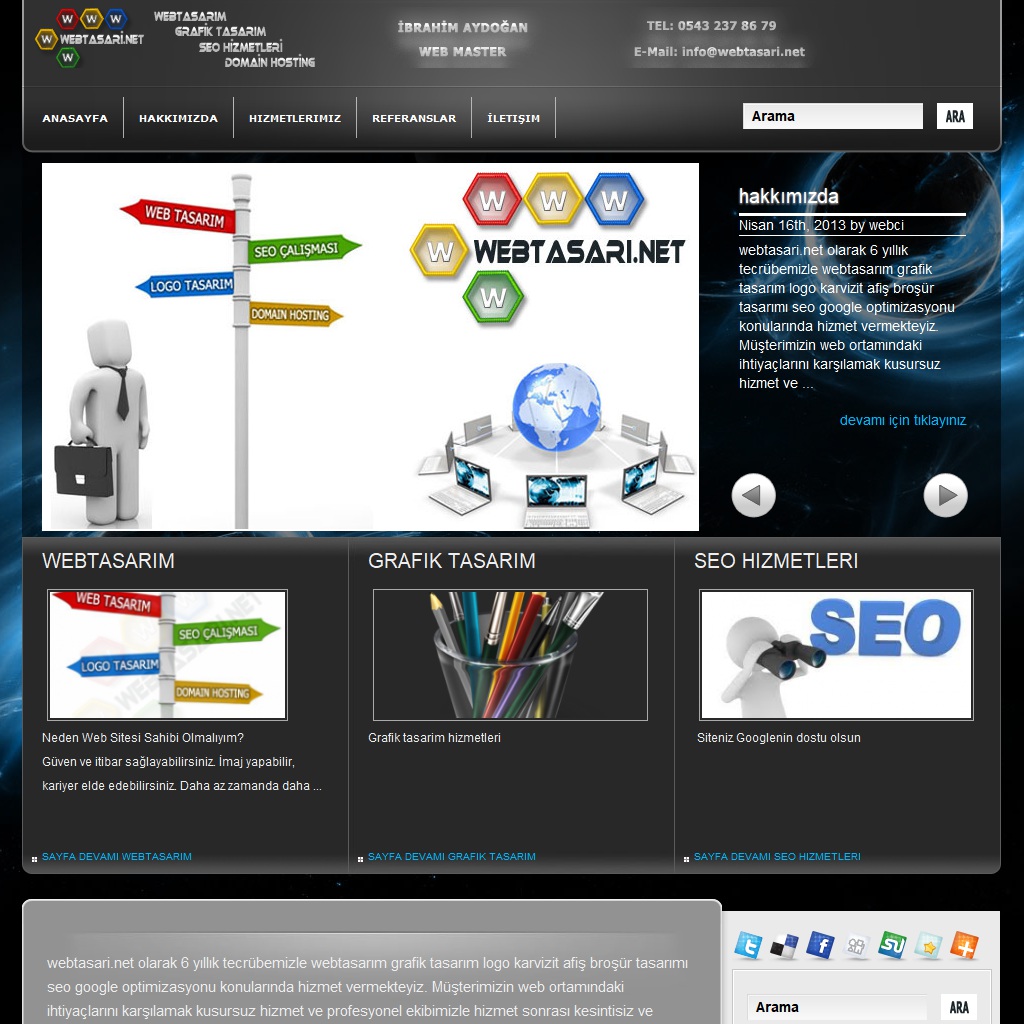 W W W
W WEBTASARI.NET
W
WEBTASARIM
GRAFİK TASARIM
SEO HİZMETLERİ
DOMAIN HOSTİNG
İBRAHİM AYDOĞAN
WEB MASTER
TEL: 0543 237 86 79
E-Mail: info@webtasari.net
ANASAYFA HAKKIMIZDA HIZMETLERIMIZ REFERANSLAR İLETIŞIM
Arama ARA
WEB TASARIM
SEO ÇALIŞMASI
LOGO TASARIM
DOMAIN HOSTING
W W W
W WEBTASARI.NET
W
hakkımızda
Nisan 16th, 2013 by webci
webtasari.net olarak 6 yıllık
tecrübemizle webtasarım grafik
tasarım logo karvizit afiş broşür
tasarımı seo google optimizasyonu
konularında hizmet vermekteyiz.
Müşterimizin web ortamındaki
ihtiyaçlarını karşılamak kusursuz
hizmet ve ...
devamı için tıklayınız
WEBTASARIM
WEB TASARIM
SEO ÇALIŞMASI
LOGO TASARIM
DOMAIN HOSTING
Neden Web Sitesi Sahibi Olmalıyım?
Güven ve itibar sağlayabilirsiniz. İmaj yapabilir,
kariyer elde edebilirsiniz. Daha az zamanda daha ...
SAYFA DEVAMI WEBTASARIM
GRAFIK TASARIM
Grafik tasarim hizmetleri
SAYFA DEVAMI GRAFIK TASARIM
SEO HIZMETLERI
SEO
Siteniz Googlenin dostu olsun
SAYFA DEVAMI SEO HIZMETLERI
webtasari.net olarak 6 yıllık tecrübemizle webtasarım grafik tasarım logo karvizit afiş broşür tasarımı
seo google optimizasyonu konularında hizmet vermekteyiz. Müşterimizin web ortamındaki
ihtiyaçlarını karşılamak kusursuz hizmet ve profesyonel ekibimizle hizmet sonrası kesintisiz ve
Arama ARA